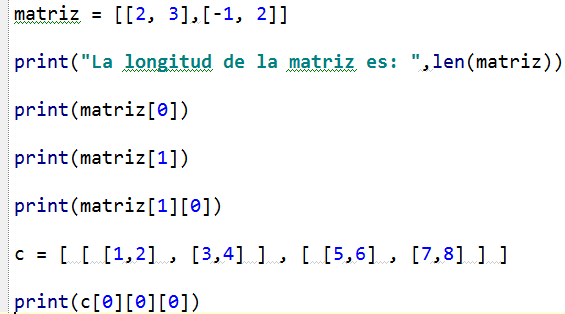 matriz = [[2, 3],[-1, 2]]
print("La longitud de la matriz es: ",len(matriz))
print(matriz[0])
print(matriz[1])
print(matriz[1][0])
c = [ [ [1,2] , [3,4] ] , [ [5,6] , [7,8] ] ]
print(c[0][0][0])